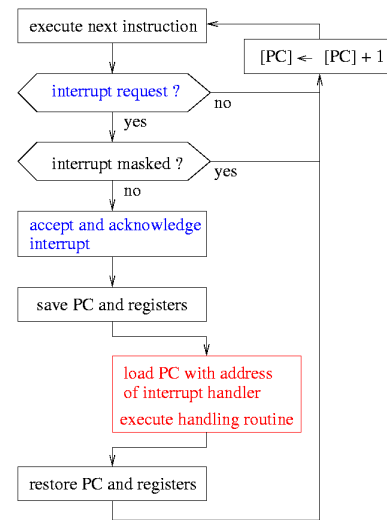 execute next instruction
[PC] ← [PC] + 1
interrupt request ?
no
yes
interrupt masked ?
yes
no
accept and acknowledge
interrupt
save PC and registers
load PC with address
of interrupt handler
execute handling routine
restore PC and registers